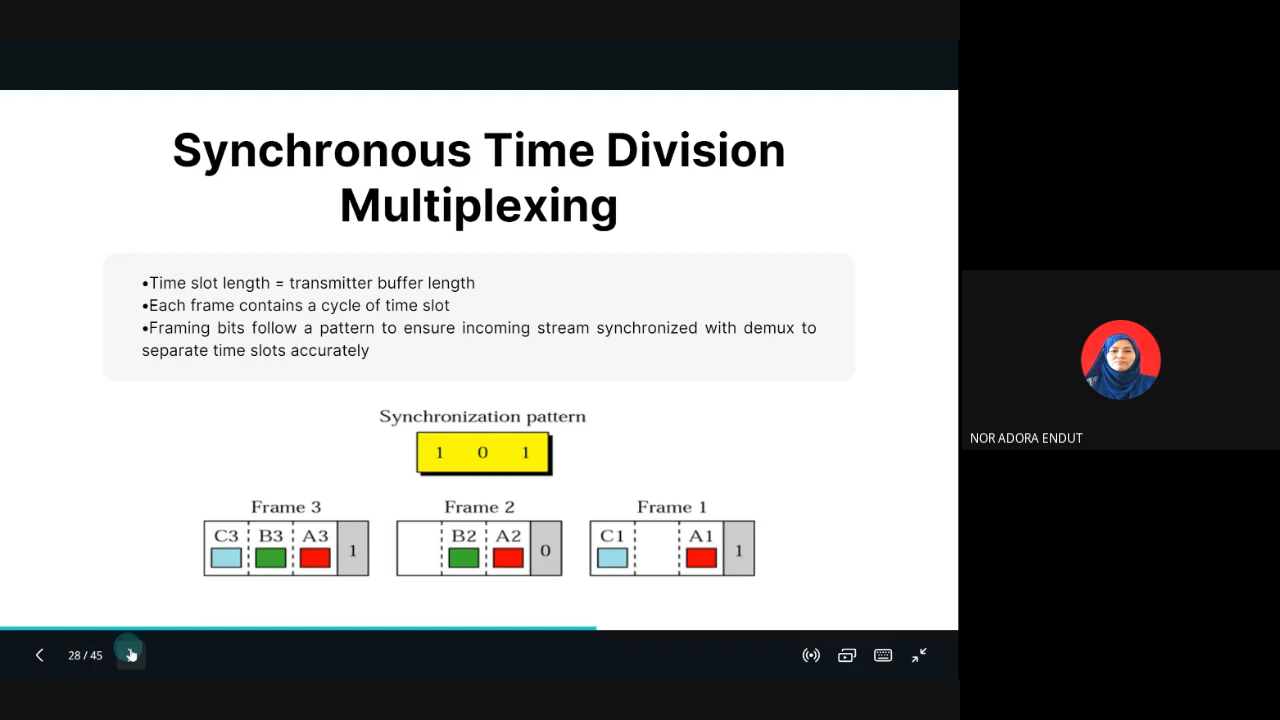 Synchronous Time Division
Multiplexing
•Time slot length = transmitter buffer length
•Each frame contains a cycle of time slot
•Framing bits follow a pattern to ensure incoming stream synchronized with demux to
separate time slots accurately
Synchronization pattern
1 0 1
Frame 3 Frame 2 Frame 1
C3 B3 A3 1 B2 A2 0 C1 A1 1
NOR ADORA ENDUT
28 / 45